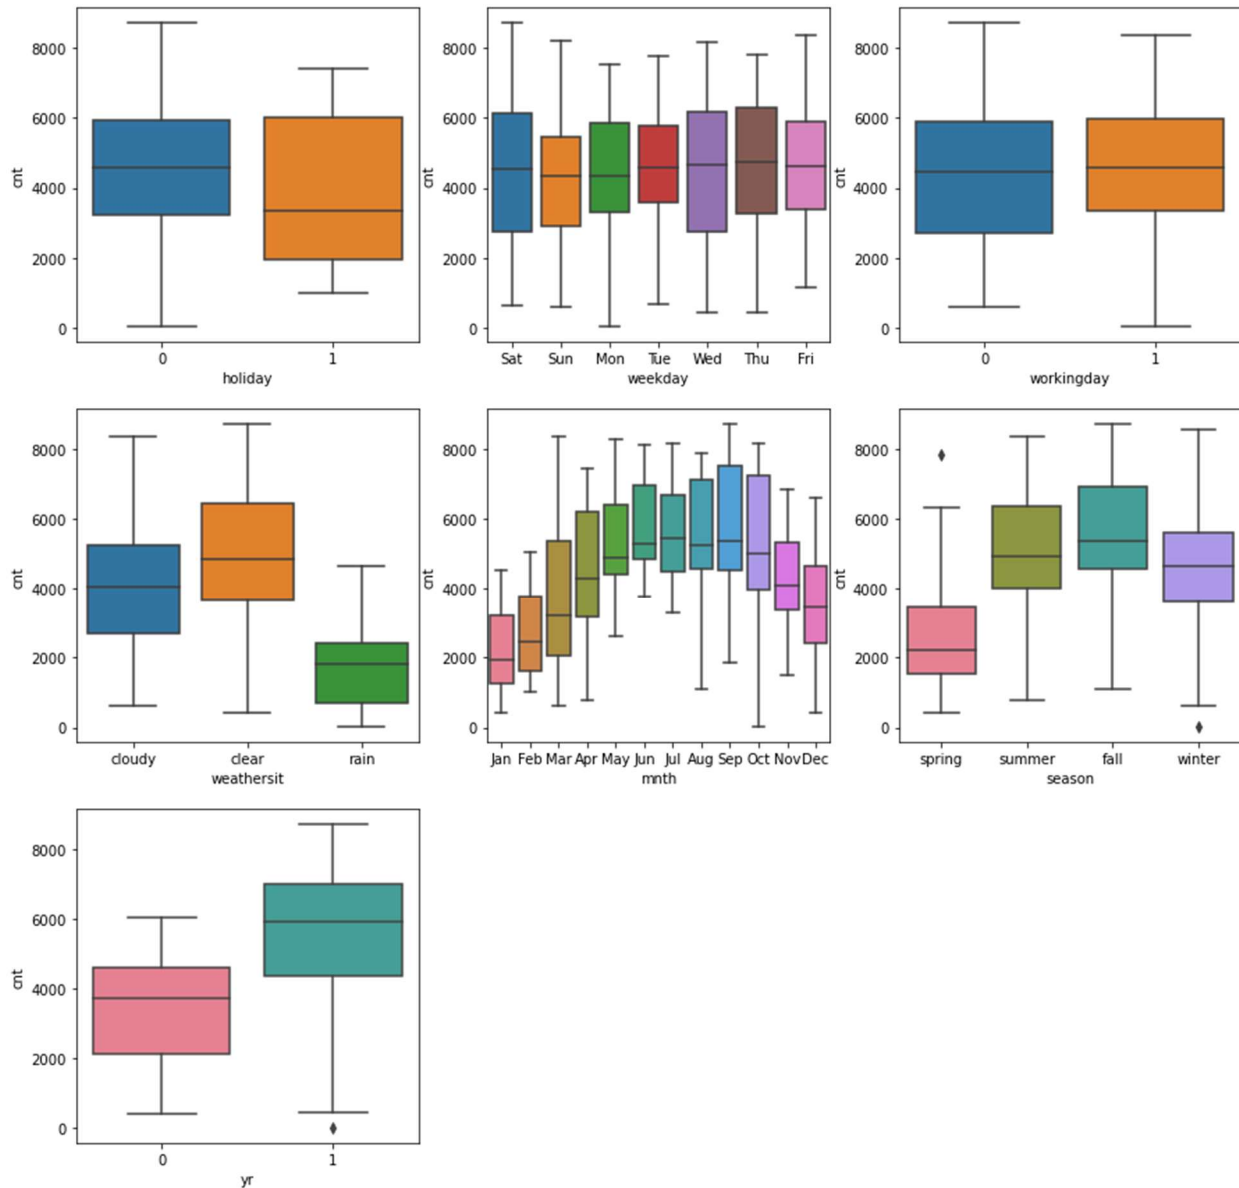 cnt
8000
6000
4000
2000
0
0 1
holiday
cnt
8000
6000
4000
2000
0
Sat Sun Mon Tue Wed Thu Fri
weekday
cnt
8000
6000
4000
2000
0
0 1
workingday
cnt
8000
6000
4000
2000
0
cloudy clear rain
weathersit
cnt
8000
6000
4000
2000
0
Jan Feb Mar Apr May Jun Jul Aug Sep Oct Nov Dec
mnth
cnt
8000
6000
4000
2000
0
spring summer fall winter
season
cnt
8000
6000
4000
2000
0
0 1
yr